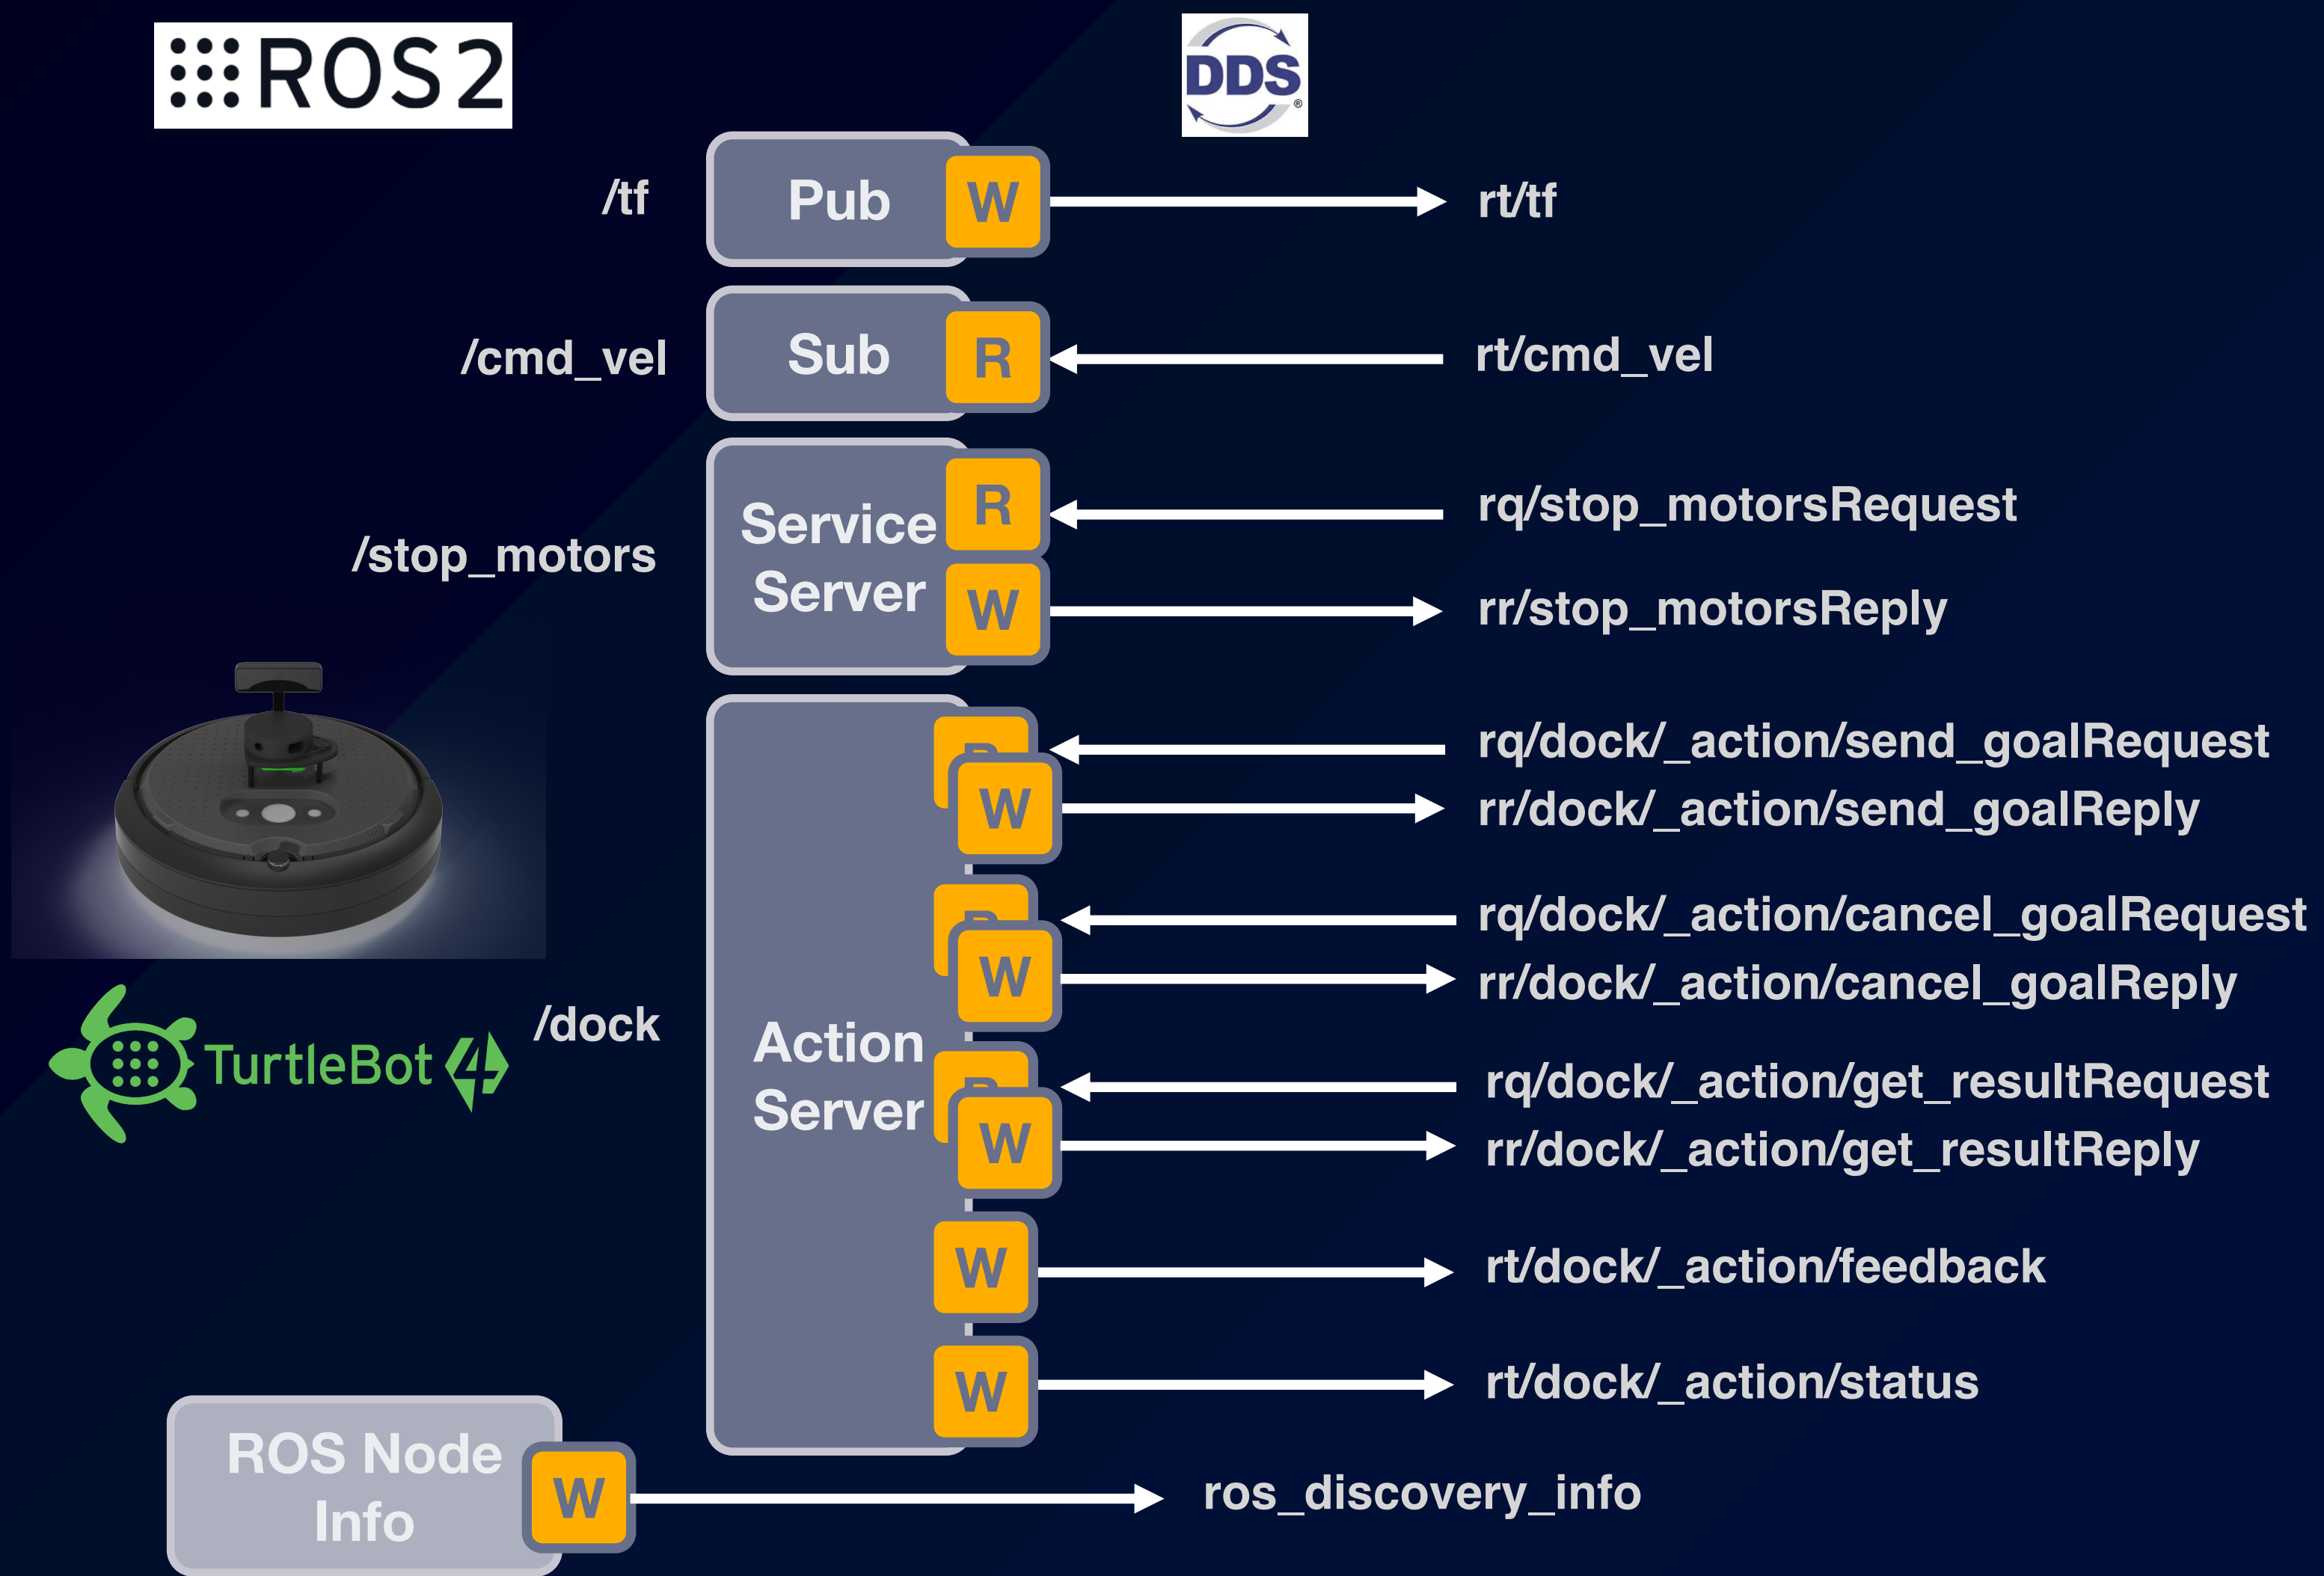 ROS 2
DDS
®
/tf
Pub
W
rt/tf
/cmd_vel
Sub
R
rt/cmd_vel
/stop_motors
Service
Server
R
rq/stop_motorsRequest
W
rr/stop_motorsReply
/dock
Action
Server
R
rq/dock/_action/send_goalRequest
W
rr/dock/_action/send_goalReply
R
rq/dock/_action/cancel_goalRequest
W
rr/dock/_action/cancel_goalReply
R
rq/dock/_action/get_resultRequest
W
rr/dock/_action/get_resultReply
W
rt/dock/_action/feedback
W
rt/dock/_action/status
TurtleBot 4
ROS Node
Info
W
ros_discovery_info